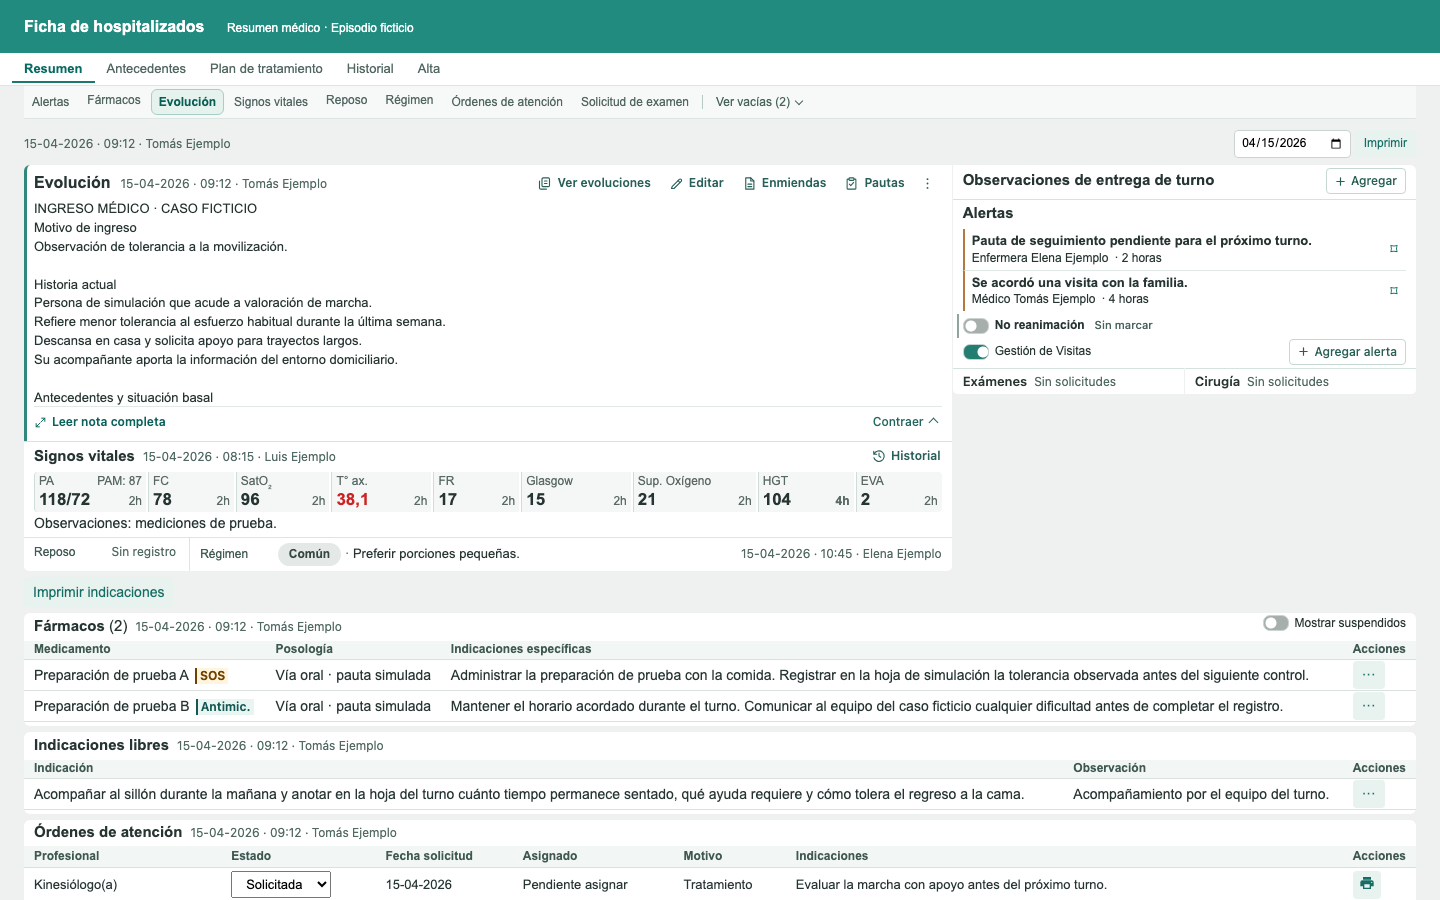 Ficha de hospitalizados Resumen médico · Episodio ficticio
Resumen Antecedentes Plan de tratamiento Historial Alta
Alertas Fármacos Evolución Signos vitales Reposo Régimen Órdenes de atención Solicitud de examen Ver vacías (2)
15-04-2026 · 09:12 · Tomás Ejemplo 04/15/2026 Imprimir
Evolución 15-04-2026 · 09:12 · Tomás Ejemplo Ver evoluciones Editar Enmiendas Pautas
INGRESO MÉDICO · CASO FICTICIO
Motivo de ingreso
Observación de tolerancia a la movilización.
Historia actual
Persona de simulación que acude a valoración de marcha.
Refiere menor tolerancia al esfuerzo habitual durante la última semana.
Descansa en casa y solicita apoyo para trayectos largos.
Su acompañante aporta la información del entorno domiciliario.
Antecedentes y situación basal
Leer nota completa Contraer
Observaciones de entrega de turno + Agregar
Alertas
Pauta de seguimiento pendiente para el próximo turno.
Enfermera Elena Ejemplo · 2 horas
Se acordó una visita con la familia.
Médico Tomás Ejemplo · 4 horas
No reanimación Sin marcar
Gestión de Visitas + Agregar alerta
Exámenes Sin solicitudes Cirugía Sin solicitudes
Signos vitales 15-04-2026 · 08:15 · Luis Ejemplo Historial
PA PAM: 87 FC SatO2 T° ax. FR Glasgow Sup. Oxígeno HGT EVA
118/72 2h 78 2h 96 2h 38,1 2h 17 2h 15 2h 21 2h 104 4h 2 2h
Observaciones: mediciones de prueba.
Reposo Sin registro Régimen Común · Preferir porciones pequeñas. 15-04-2026 · 10:45 · Elena Ejemplo
Imprimir indicaciones
Fármacos (2) 15-04-2026 · 09:12 · Tomás Ejemplo Mostrar suspendidos
Medicamento Posología Indicaciones específicas Acciones
Preparación de prueba A SOS Vía oral · pauta simulada Administrar la preparación de prueba con la comida. Registrar en la hoja de simulación la tolerancia observada antes del siguiente control. ...
Preparación de prueba B Antimic. Vía oral · pauta simulada Mantener el horario acordado durante el turno. Comunicar al equipo del caso ficticio cualquier dificultad antes de completar el registro. ...
Indicaciones libres 15-04-2026 · 09:12 · Tomás Ejemplo
Indicación Observación Acciones
Acompañar al sillón durante la mañana y anotar en la hoja del turno cuánto tiempo permanece sentado, qué ayuda requiere y cómo tolera el regreso a la cama. Acompañamiento por el equipo del turno. ...
Órdenes de atención 15-04-2026 · 09:12 · Tomás Ejemplo
Profesional Estado Fecha solicitud Asignado Motivo Indicaciones Acciones
Kinesiólogo(a) Solicitada 15-04-2026 Pendiente asignar Tratamiento Evaluar la marcha con apoyo antes del próximo turno.